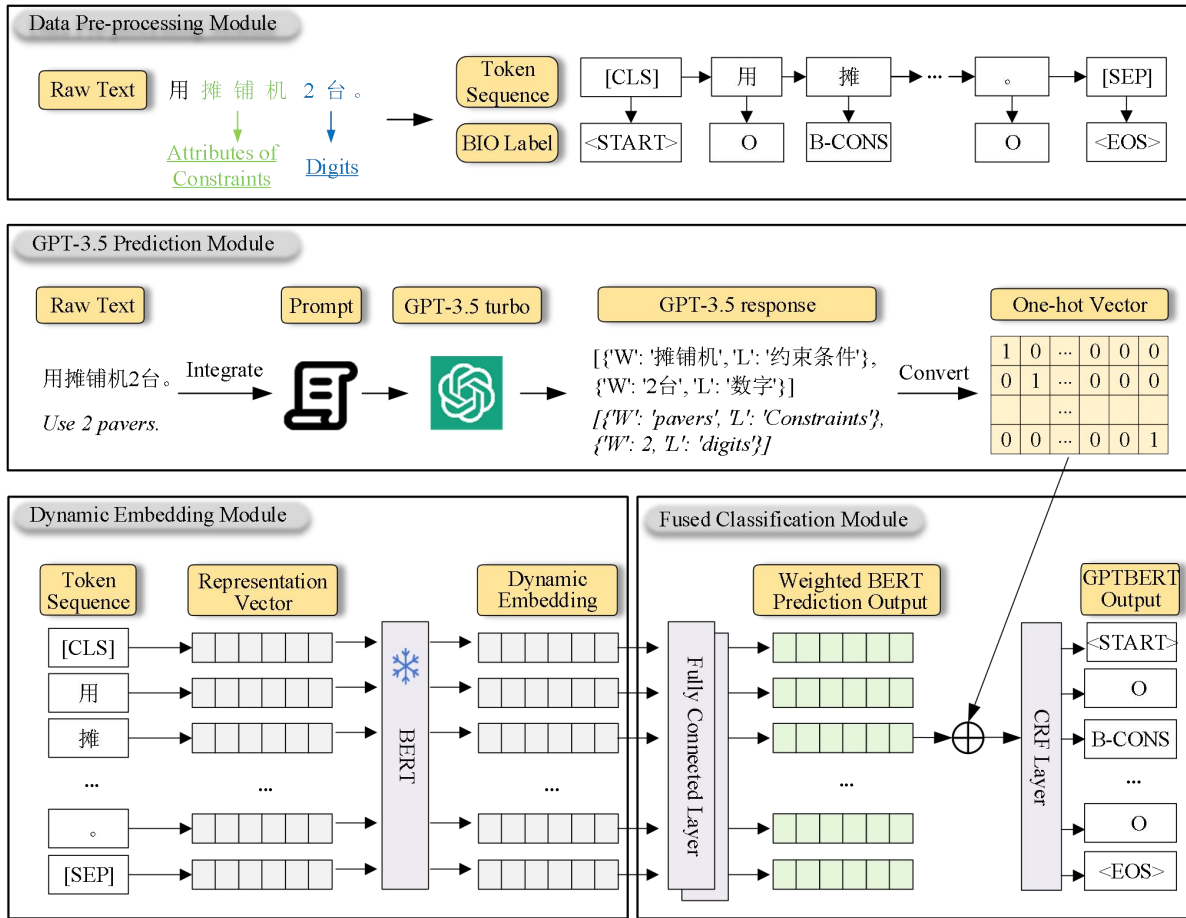 Data Pre-processing Module
Raw Text
用 摊 铺 机 2 台 。
Attributes of
Constraints
Digits
Token
Sequence
[CLS] 用 摊 ... 。 [SEP]
BIO Label
<START> O B-CONS O <EOS>
GPT-3.5 Prediction Module
Raw Text
Prompt
GPT-3.5 turbo
GPT-3.5 response
One-hot Vector
用摊铺机2台。
Use 2 pavers.
Integrate
[{'W': '摊铺机', 'L': '约束条件'},
{'W': '2台', 'L': '数字'}]
[{'W': 'pavers', 'L': 'Constraints'},
{'W': 2, 'L': 'digits'}]
Convert
1 0 ... 0 0 0
0 1 ... 0 0 0
...
0 0 ... 0 0 1
Dynamic Embedding Module
Token
Sequence
Representation
Vector
Dynamic
Embedding
[CLS]
用
摊
... ... ...
。
[SEP]
BERT
Fused Classification Module
Weighted BERT
Prediction Output
GPTBERT
Output
Fully Connected Layer
...
CRF Layer
<START>
O
B-CONS
...
O
<EOS>